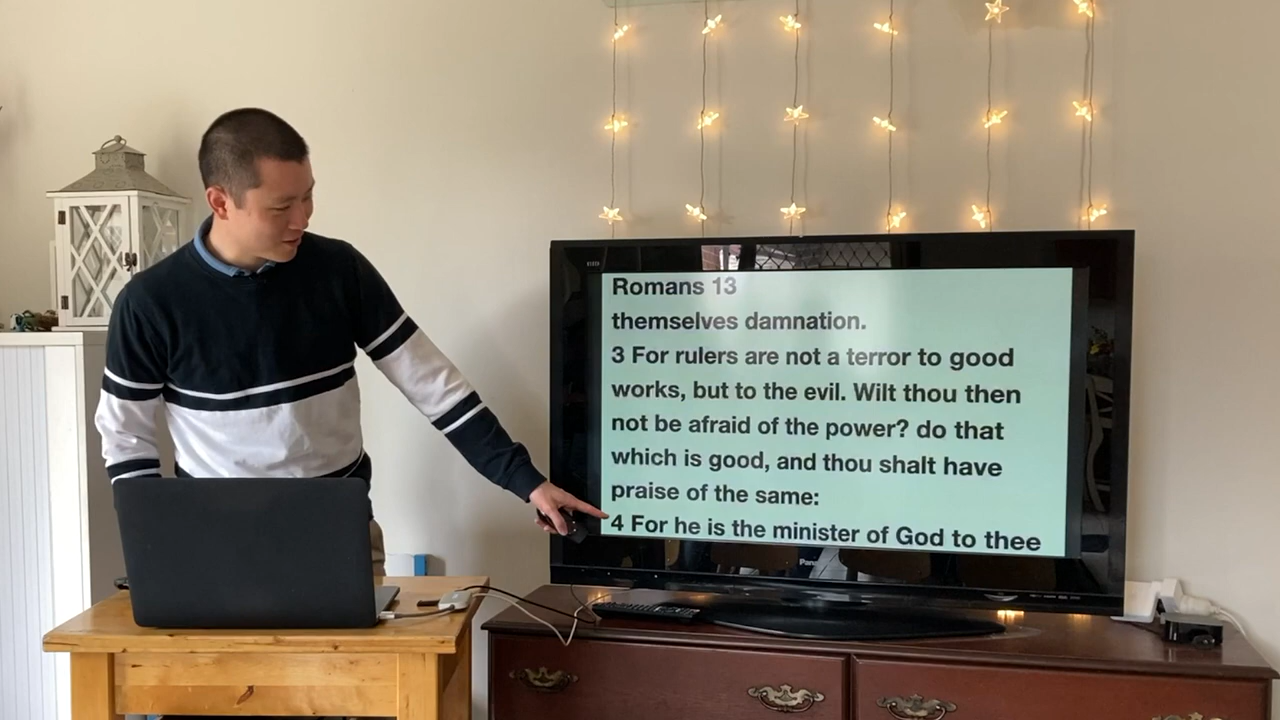 Romans 13
themselves damnation.
3 For rulers are not a terror to good
works, but to the evil. Wilt thou then
not be afraid of the power? do that
which is good, and thou shalt have
praise of the same:
4 For he is the minister of God to thee